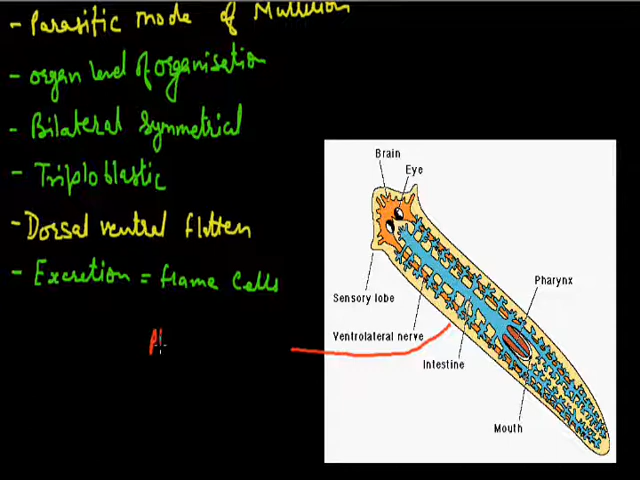 - Parasitic mode of Nutrition
- organ level of organisation
- Bilateral Symmetrical
- Triploblastic
- Dorsal ventral flatten
- Excretion = flame cells
Brain
Eye
Pharynx
Sensory lobe
Ventrolateral nerve
Intestine
Mouth